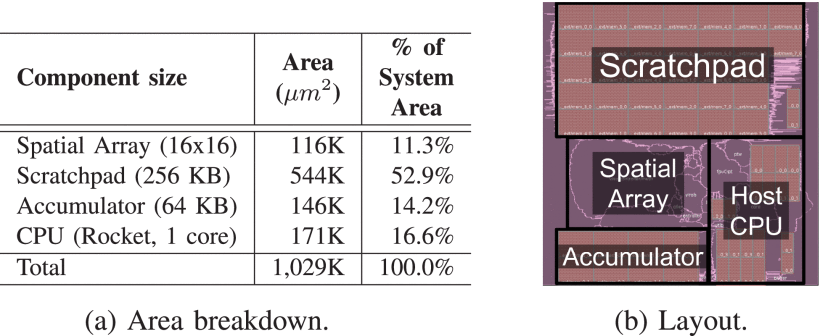 Component size | Area (μm²) | % of System Area
Spatial Array (16x16) | 116K | 11.3%
Scratchpad (256 KB) | 544K | 52.9%
Accumulator (64 KB) | 146K | 14.2%
CPU (Rocket, 1 core) | 171K | 16.6%
Total | 1,029K | 100.0%
(a) Area breakdown.
Scratchpad
Spatial
Array
Host
CPU
Accumulator
(b) Layout.